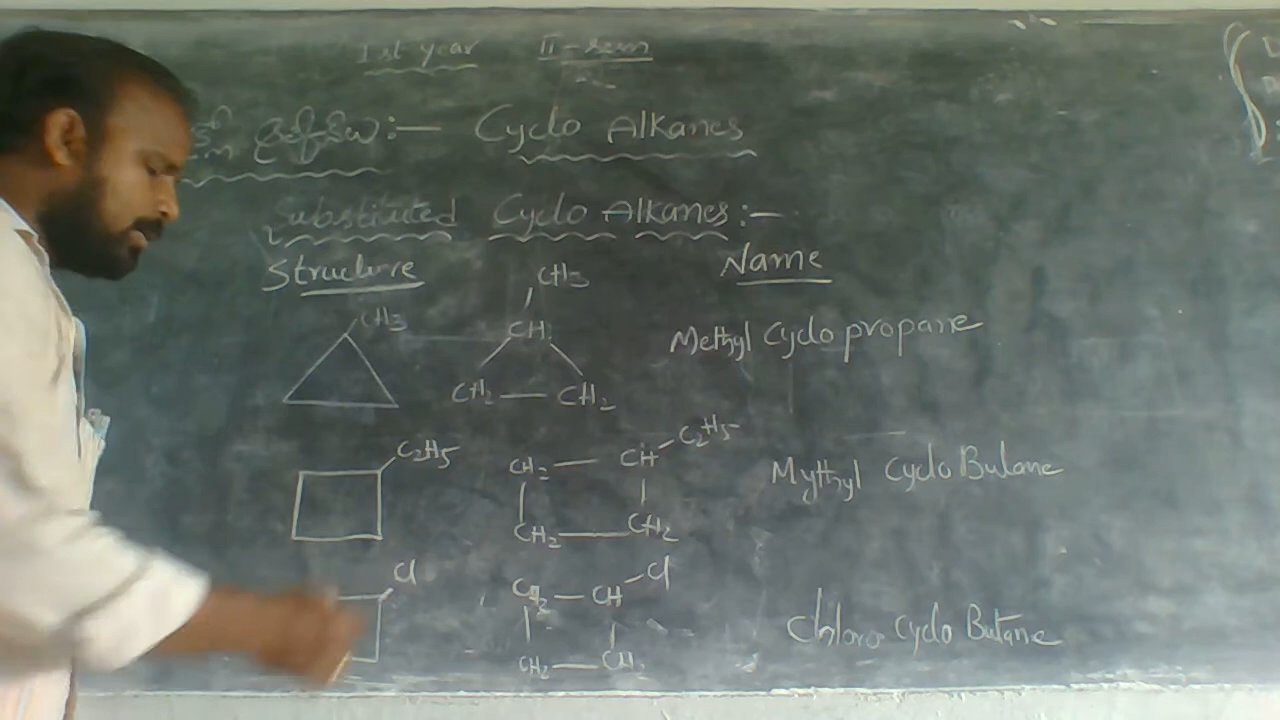 1st year II-sem
:— Cyclo Alkanes
Substituted Cyclo Alkanes:—
Structure Name
CH3
CH3 CH Methyl Cyclo propane
CH2 — CH2
C2H5 CH2 — CH — C2H5 Mythyl Cyclo Butane
CH2 — CH2
Cl CH2 — CH — Cl Chloro Cyclo Butane
CH2 — CH2